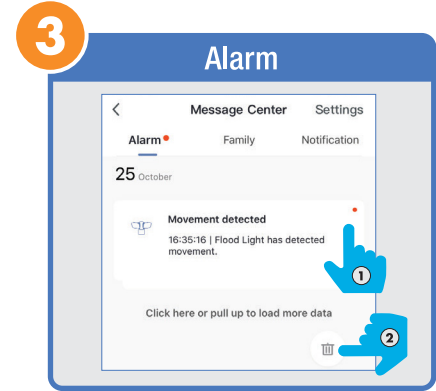 3
Alarm
< Message Center Settings
Alarm Family Notification
25 October
Movement detected
16:35:16 | Flood Light has detected
movement.
1
Click here or pull up to load more data
2